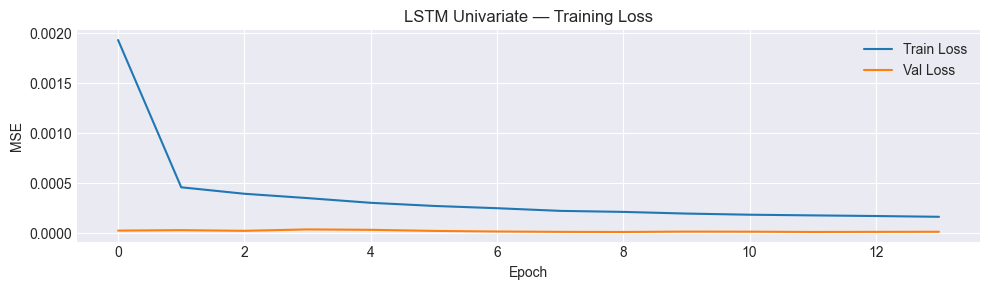 LSTM Univariate — Training Loss
0.0020
0.0015
0.0010
0.0005
0.0000
MSE
Train Loss
Val Loss
0 2 4 6 8 10 12
Epoch